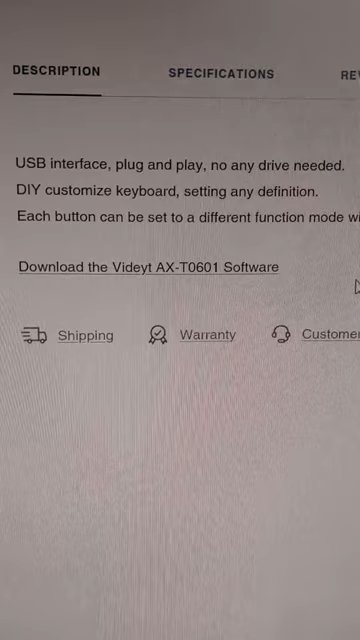 DESCRIPTION SPECIFICATIONS
USB interface, plug and play, no any drive needed.
DIY customize keyboard, setting any definition.
Each button can be set to a different function mode
Download the Videyt AX-T0601 Software
Shipping Warranty Customer